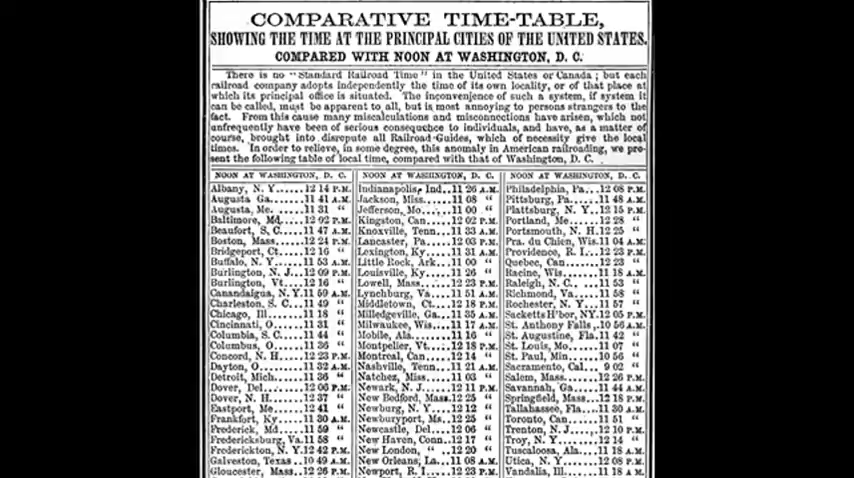 COMPARATIVE TIME-TABLE,
SHOWING THE TIME AT THE PRINCIPAL CITIES OF THE UNITED STATES.
COMPARED WITH NOON AT WASHINGTON, D. C.
There is no "Standard Railroad Time" in the United States or Canada; but each
railroad company adopts independently the time of its own locality, or of that place at
which its principal office is situated. The inconvenience of such a system, if system it
can be called, must be apparent to all, but is most annoying to persons strangers to the
fact. From this cause many miscalculations and misconnections have arisen, which not
unfrequently have been of serious consequence to individuals, and have, as a matter of
course, brought into disrepute all Railroad-Guides, which of necessity give the local
times. In order to relieve, in some degree, this anomaly in American railroading, we pre-
sent the following table of local time, compared with that of Washington, D. C.
NOON AT WASHINGTON, D. C.
Albany, N. Y......12 14 P.M.
Augusta Ga......11 41 A.M.
Augusta, Me......11 31 "
Baltimore, Md....12 02 P.M.
Beaufort, S. C....11 47 A.M.
Boston, Mass.....12 24 P.M.
Bridgeport, Ct....12 16 "
Buffalo, N. Y.....11 53 A.M.
Burlington, N. J...12 09 P.M.
Burlington, Vt....12 16 "
Canandaigua, N.Y.11 59 A.M.
Charleston, S. C...11 49 "
Chicago, Ill......11 18 "
Cincinnati, O.....11 31 "
Columbia, S. C....11 44 "
Columbus, O......11 36 "
Concord, N. H....12 23 P.M.
Dayton, O........11 32 A.M.
Detroit, Mich.....11 36 "
Dover, Del.......12 06 P.M.
Dover, N. H......12 37 "
Eastport, Me.....12 41 "
Frankfort, Ky....11 30 A.M.
Frederick, Md....11 59 "
Fredericksburg, Va.11 58 "
Frederickton, N.Y.12 42 P.M.
Galveston, Texas..10 49 A.M.
Gloucester, Mass..12 26 P.M.
NOON AT WASHINGTON, D. C.
Indianapolis, Ind..11 26 A.M.
Jackson, Miss.....11 08 "
Jefferson, Mo.....11 00 "
Kingston, Can....12 02 P.M.
Knoxville, Tenn...11 33 A.M.
Lancaster, Pa.....12 03 P.M.
Lexington, Ky....11 31 A.M.
Little Rock, Ark...11 00 "
Louisville, Ky....11 26 "
Lowell, Mass.....12 23 P.M.
Lynchburg, Va....11 51 A.M.
Middletown, Ct...12 18 P.M.
Milledgeville, Ga..11 35 A.M.
Milwaukee, Wis...11 17 A.M.
Mobile, Ala......11 16 "
Montpelier, Vt....12 18 P.M.
Montreal, Can....12 14 "
Nashville, Tenn...11 21 A.M.
Natchez, Miss....11 03 "
Newark, N. J.....12 11 P.M.
New Bedford, Mass.12 25 "
Newburg, N. Y...12 12 "
Newburyport, Ms..12 25 "
Newcastle, Del....12 06 "
New Haven, Conn..12 17 "
New London, " ..12 20 "
New Orleans, La...11 08 A.M.
Newport, R. I....12 23 P.M.
NOON AT WASHINGTON, D. C.
Philadelphia, Pa...12 08 P.M.
Pittsburg, Pa.....11 48 A.M.
Plattsburg, N. Y...12 15 P.M.
Portland, Me.....12 28 "
Portsmouth, N. H.12 25 "
Pra. du Chien, Wis.11 04 A.M.
Providence, R. I...12 23 P.M.
Quebec, Can......12 23 "
Racine, Wis......11 18 A.M.
Raleigh, N. C. ....11 53 "
Richmond, Va....11 58 "
Rochester, N. Y...11 57 "
Sacketts H'bor, NY.12 05 P.M.
St. Anthony Falls,.10 56 A.M.
St. Augustine, Fla.11 42 "
St. Louis, Mo.....11 07 "
St. Paul, Min.....10 56 "
Sacramento, Cal...9 02 "
Salem, Mass......12 26 P.M.
Savannah, Ga.....11 44 A.M.
Springfield, Mass..12 18 P.M.
Tallahassee, Fla...11 30 A.M.
Toronto, Can.....11 51 "
Trenton, N. J.....12 10 P.M.
Troy, N. Y.......12 14 "
Tuscaloosa, Ala...11 18 A.M.
Utica, N. Y.......12 08 P.M.
Vandalia, Ill.....11 18 A M.